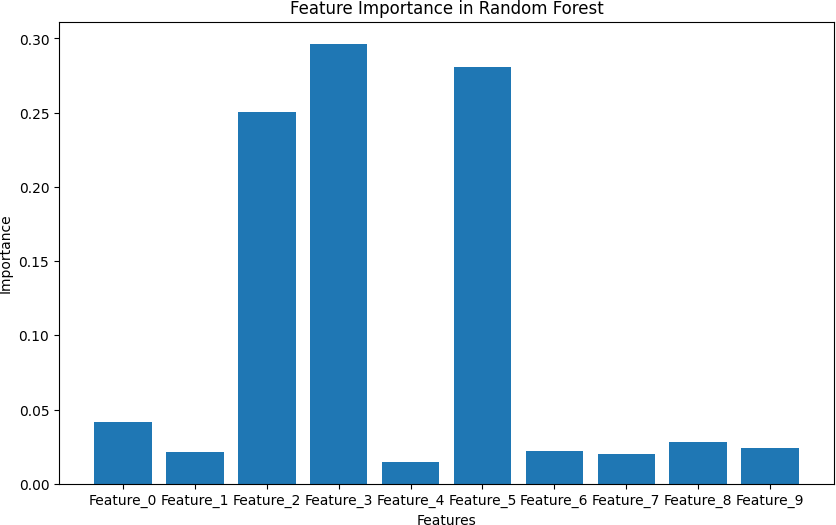 Feature Importance in Random Forest
Importance
0.30
0.25
0.20
0.15
0.10
0.05
0.00
Feature_0 Feature_1 Feature_2 Feature_3 Feature_4 Feature_5 Feature_6 Feature_7 Feature_8 Feature_9
Features